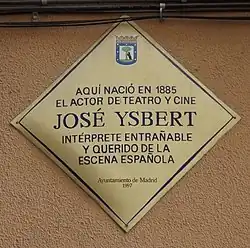 AQUÍ NACIÓ EN 1885
EL ACTOR DE TEATRO Y CINE
JOSÉ YSBERT
INTÉRPRETE ENTRAÑABLE
Y QUERIDO DE LA
ESCENA ESPAÑOLA
Ayuntamiento de Madrid
1997